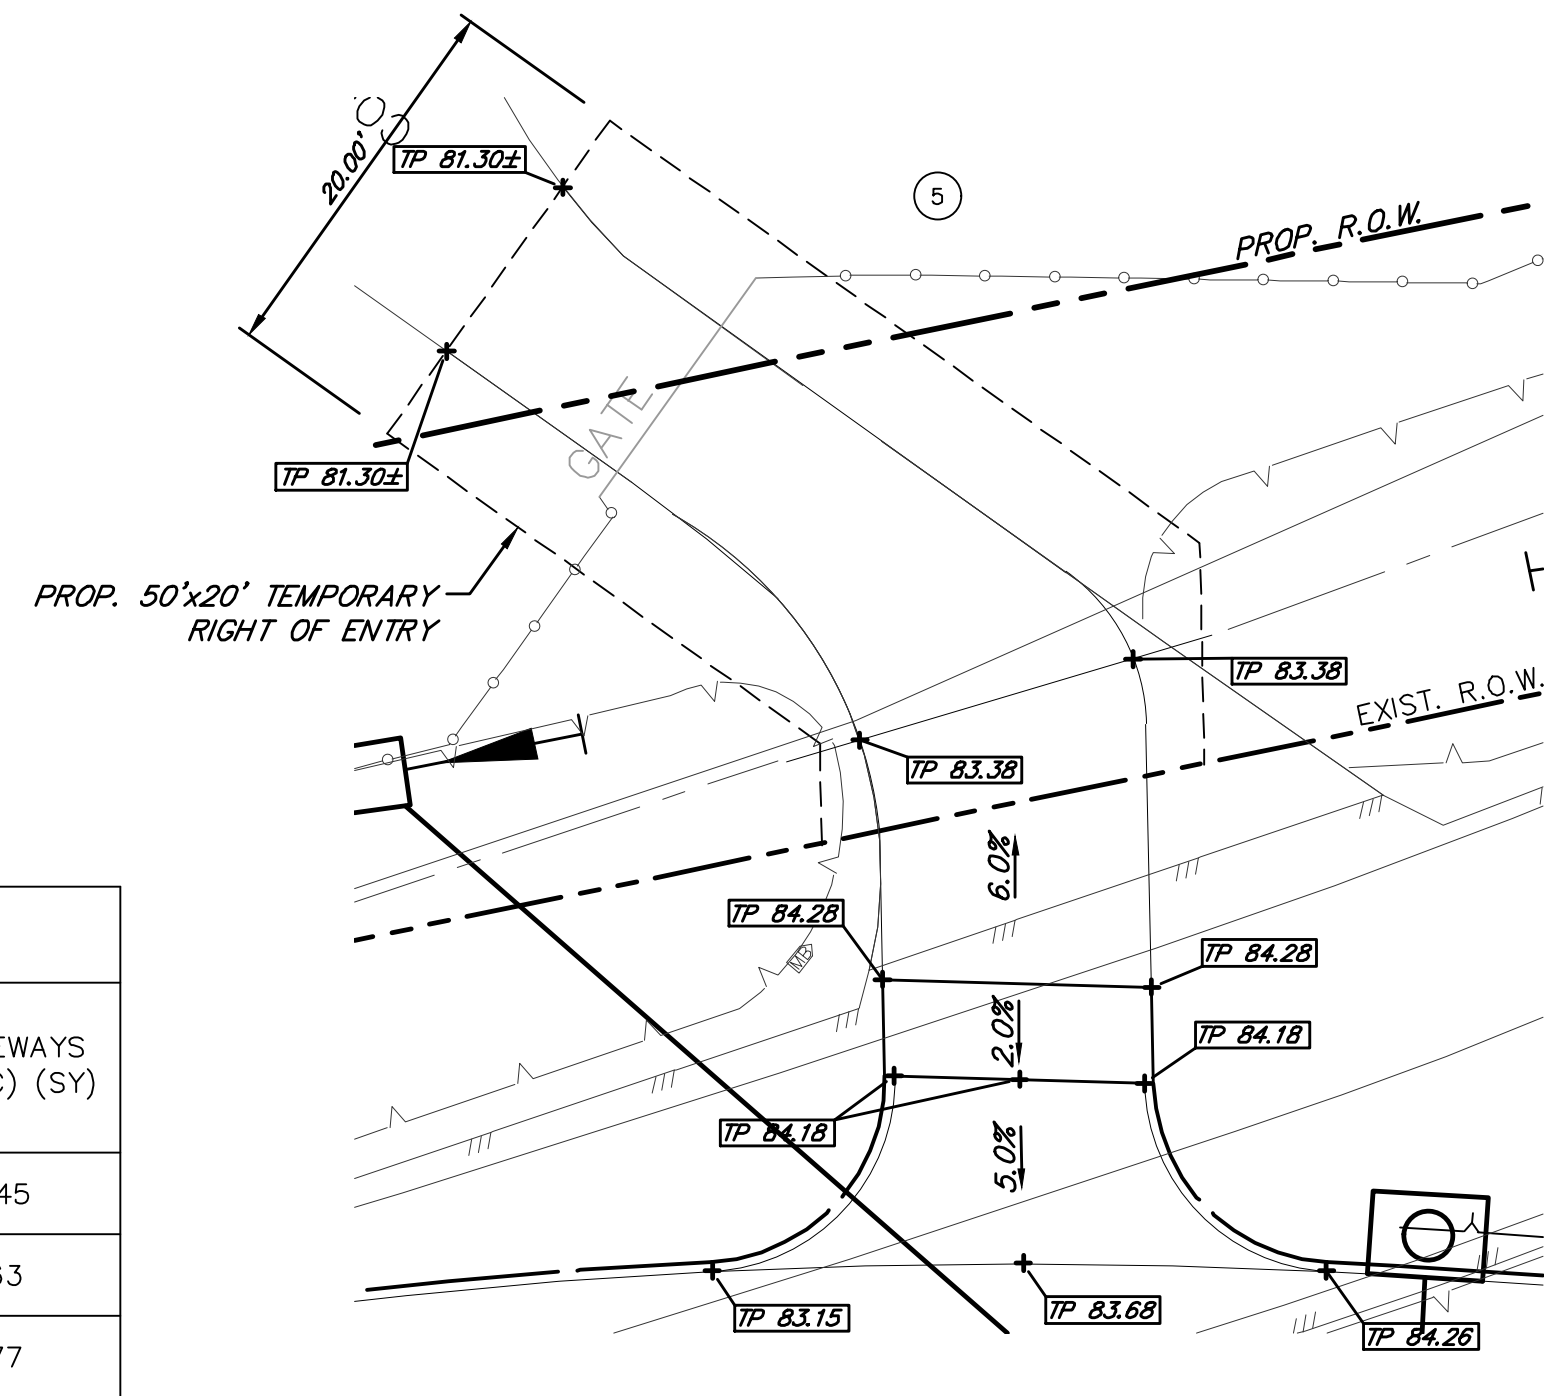 20.00'
TP 81.30±
5
PROP. R.O.W.
GATE
TP 81.30±
PROP. 50'x20' TEMPORARY
RIGHT OF ENTRY
TP 83.38
EXIST. R.O.W.
TP 83.38
6.0%
TP 84.28
TP 84.28
MB
2.0%
TP 84.18
EWAYS
C) (SY)
TP 84.18
5.0%
45
63
TP 83.15
TP 83.68
TP 84.26
77